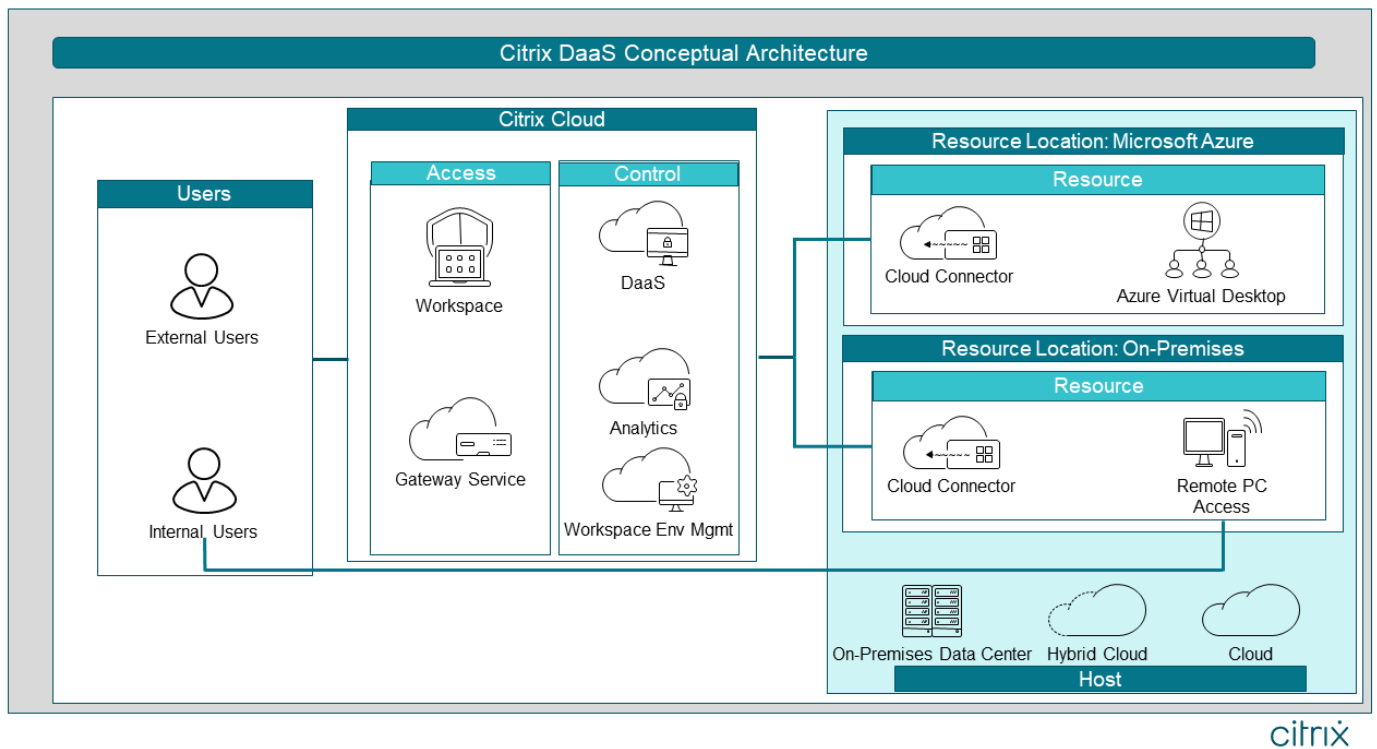 Citrix DaaS Conceptual Architecture
Users
External Users
Internal Users
Citrix Cloud
Access
Workspace
Gateway Service
Control
DaaS
Analytics
Workspace Env Mgmt
Resource Location: Microsoft Azure
Resource
Cloud Connector
Azure Virtual Desktop
Resource Location: On-Premises
Resource
Cloud Connector
Remote PC
Access
On-Premises Data Center
Hybrid Cloud
Cloud
Host
citrix